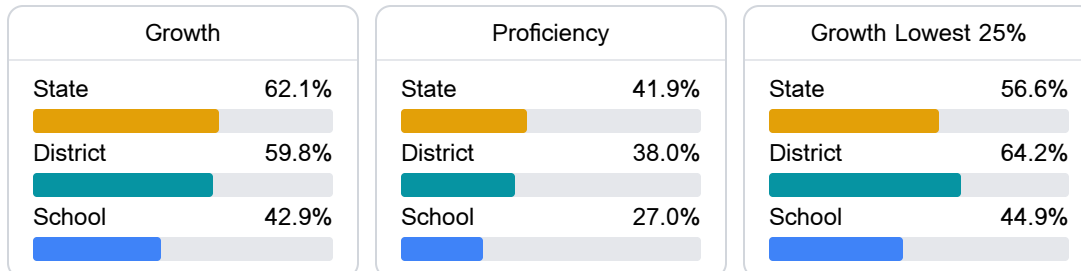 Growth
State 62.1%
District 59.8%
School 42.9%
Proficiency
State 41.9%
District 38.0%
School 27.0%
Growth Lowest 25%
State 56.6%
District 64.2%
School 44.9%